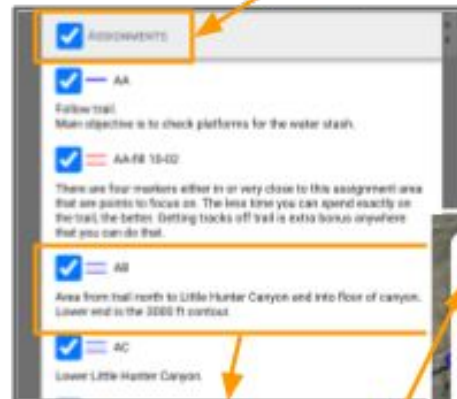 ASSIGNMENTS
AA
Follow trail.
Main objective is to check platforms for the water stash.
AA-fill 10-02
There are four markers either in or very close to this assignment area
that are points to focus on. The less time you can spend exactly on
the trail, the better. Getting tracks off trail is extra bonus anywhere
that you can do that.
AB
Area from trail north to Little Hunter Canyon and into floor of canyon.
Lower end is the 3000 ft contour.
AC
Lower Little Hunter Canyon.